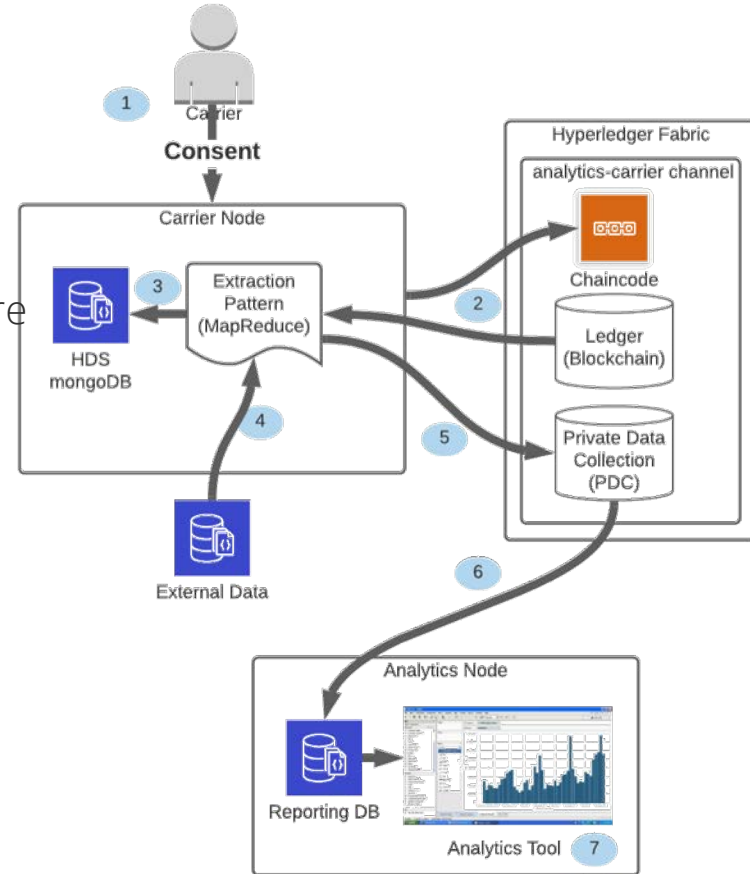 1
Carrier
Consent
Hyperledger Fabric
analytics-carrier channel
Chaincode
Carrier Node
3
Extraction
Pattern
(MapReduce)
HDS
mongoDB
2
Ledger
(Blockchain)
4
5
Private Data
Collection
(PDC)
External Data
6
Analytics Node
Reporting DB
Analytics Tool
7